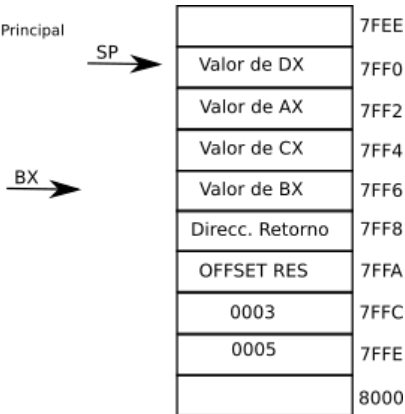 Principal
7FEE
SP
Valor de DX
7FF0
Valor de AX
7FF2
Valor de CX
7FF4
BX
Valor de BX
7FF6
Direcc. Retorno
7FF8
OFFSET RES
7FFA
0003
7FFC
0005
7FFE
8000